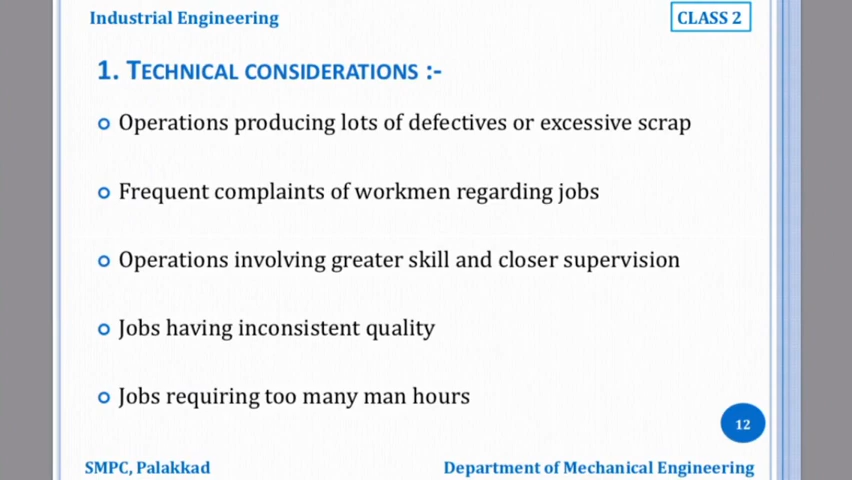 Industrial Engineering
CLASS 2
1. TECHNICAL CONSIDERATIONS :-
Operations producing lots of defectives or excessive scrap
Frequent complaints of workmen regarding jobs
Operations involving greater skill and closer supervision
Jobs having inconsistent quality
Jobs requiring too many man hours
12
SMPC, Palakkad
Department of Mechanical Engineering